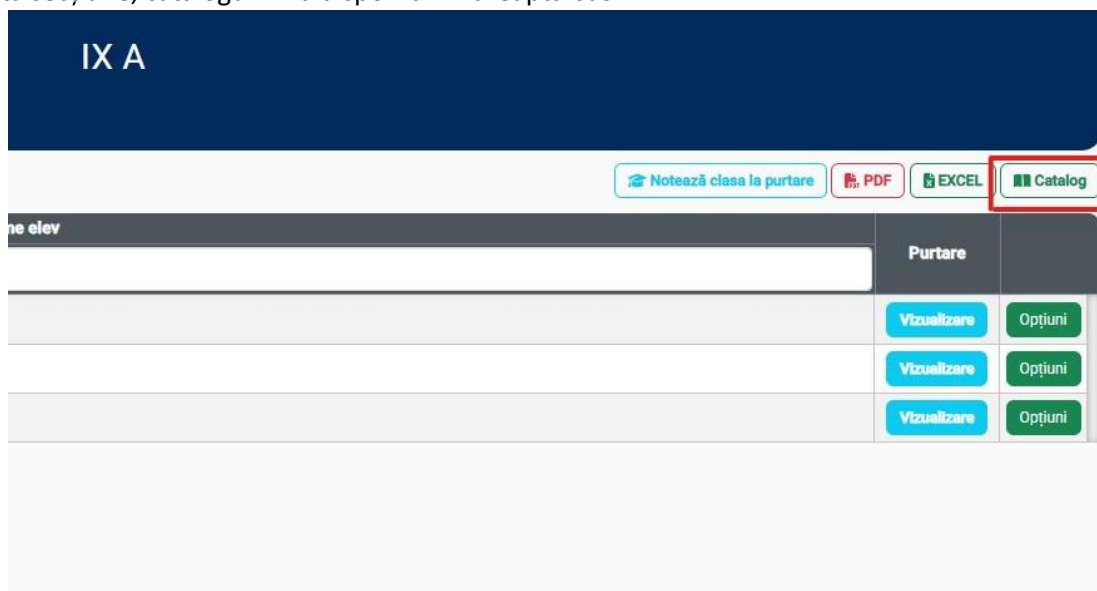 IX A
Notează clasa la purtare PDF EXCEL Catalog
ne elev
Purtare
Vizualizare Opțiuni
Vizualizare Opțiuni
Vizualizare Opțiuni